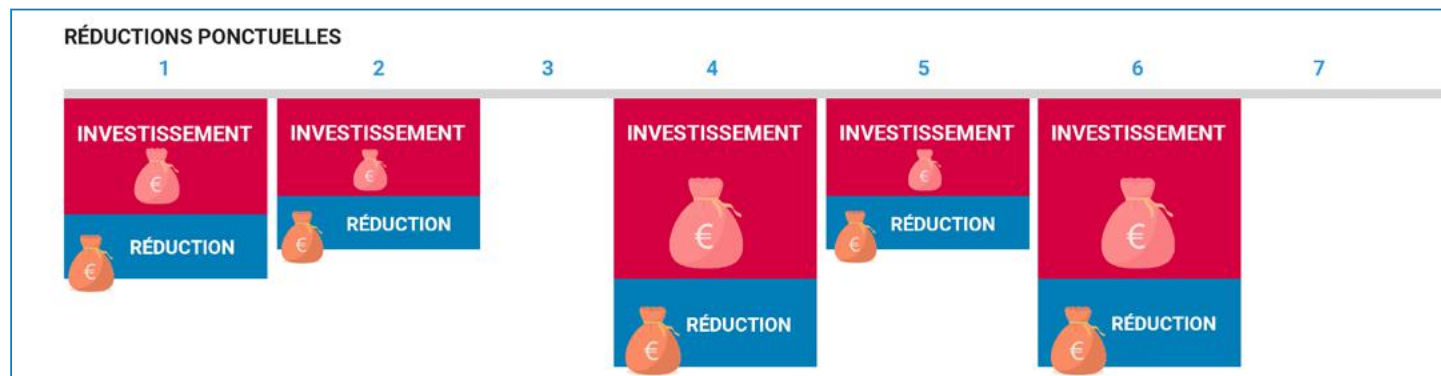 RÉDUCTIONS PONCTUELLES
1 2 3 4 5 6 7
INVESTISSEMENT INVESTISSEMENT INVESTISSEMENT INVESTISSEMENT INVESTISSEMENT
€ € € € €
RÉDUCTION RÉDUCTION RÉDUCTION RÉDUCTION RÉDUCTION
€ € € € €